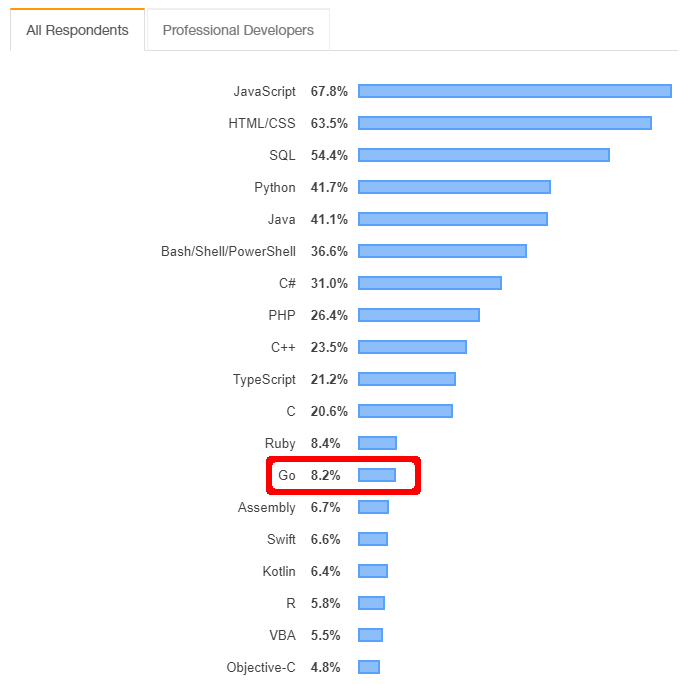 All Respondents Professional Developers
JavaScript 67.8%
HTML/CSS 63.5%
SQL 54.4%
Python 41.7%
Java 41.1%
Bash/Shell/PowerShell 36.6%
C# 31.0%
PHP 26.4%
C++ 23.5%
TypeScript 21.2%
C 20.6%
Ruby 8.4%
Go 8.2%
Assembly 6.7%
Swift 6.6%
Kotlin 6.4%
R 5.8%
VBA 5.5%
Objective-C 4.8%